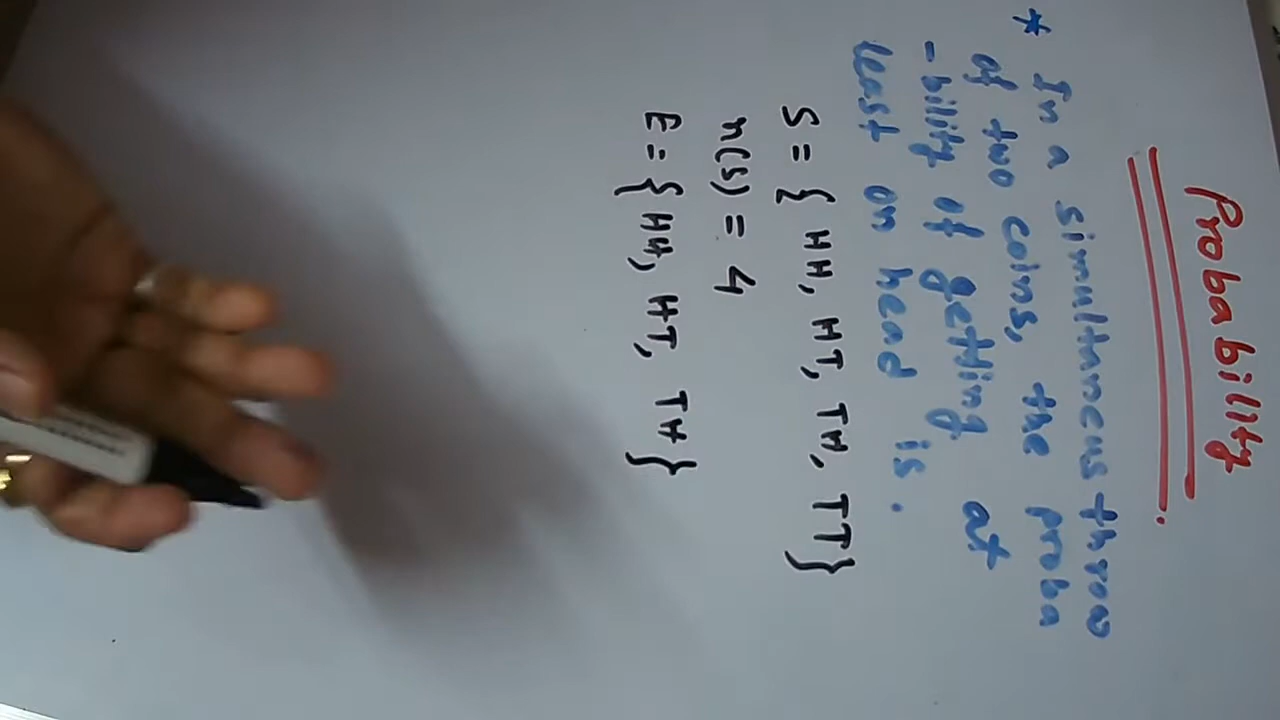 Probability
* In a simultaneous throw
of two coins, the proba
-bility of getting at
least on head is.
S = { HH, HT, TH, TT}
n(s) = 4
E = { HH, HT, TH }